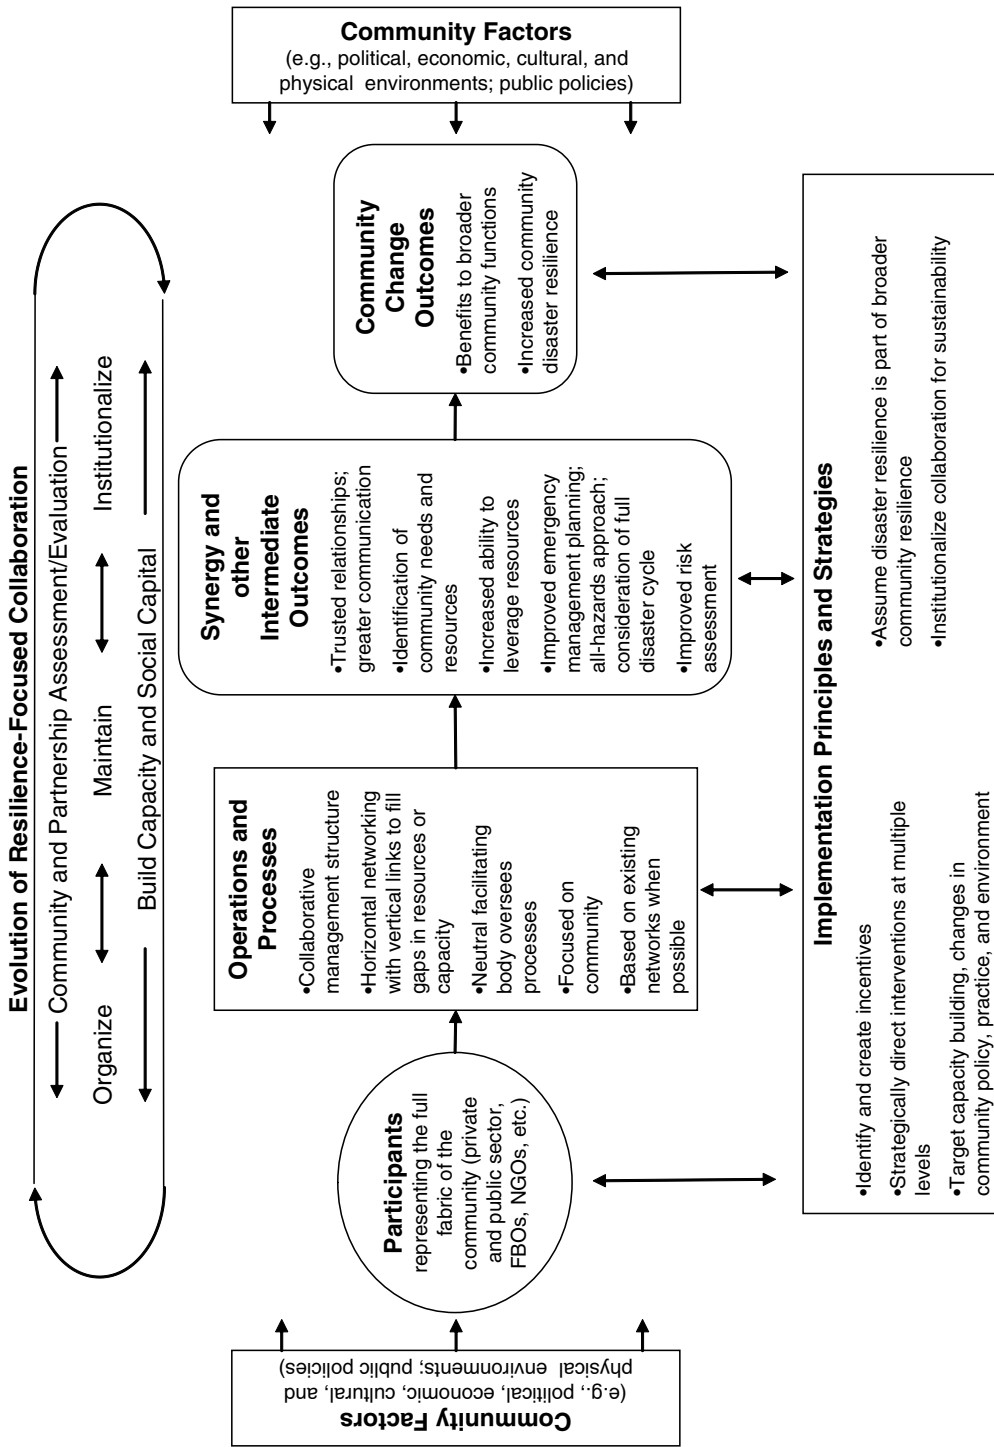 Evolution of Resilience-Focused Collaboration
Community and Partnership Assessment/Evaluation
Organize
Maintain
Institutionalize
Build Capacity and Social Capital
Community Factors
(e.g., political, economic, cultural, and
physical environments; public policies)
Participants
representing the full
fabric of the
community (private
and public sector,
FBOs, NGOs, etc.)
Operations and
Processes
•Collaborative
management structure
•Horizontal networking
with vertical links to fill
gaps in resources or
capacity
•Neutral facilitating
body oversees
processes
•Focused on
community
•Based on existing
networks when
possible
Synergy and
other
Intermediate
Outcomes
•Trusted relationships;
greater communication
•Identification of
community needs and
resources
•Increased ability to
leverage resources
•Improved emergency
management planning;
all-hazards approach;
consideration of full
disaster cycle
•Improved risk
assessment
Community
Change
Outcomes
•Benefits to broader
community functions
•Increased community
disaster resilience
Community Factors
(e.g., political, economic, cultural, and
physical environments; public policies)
Implementation Principles and Strategies
•Identify and create incentives
•Strategically direct interventions at multiple
levels
•Target capacity building, changes in
community policy, practice, and environment
•Assume disaster resilience is part of broader
community resilience
•Institutionalize collaboration for sustainability